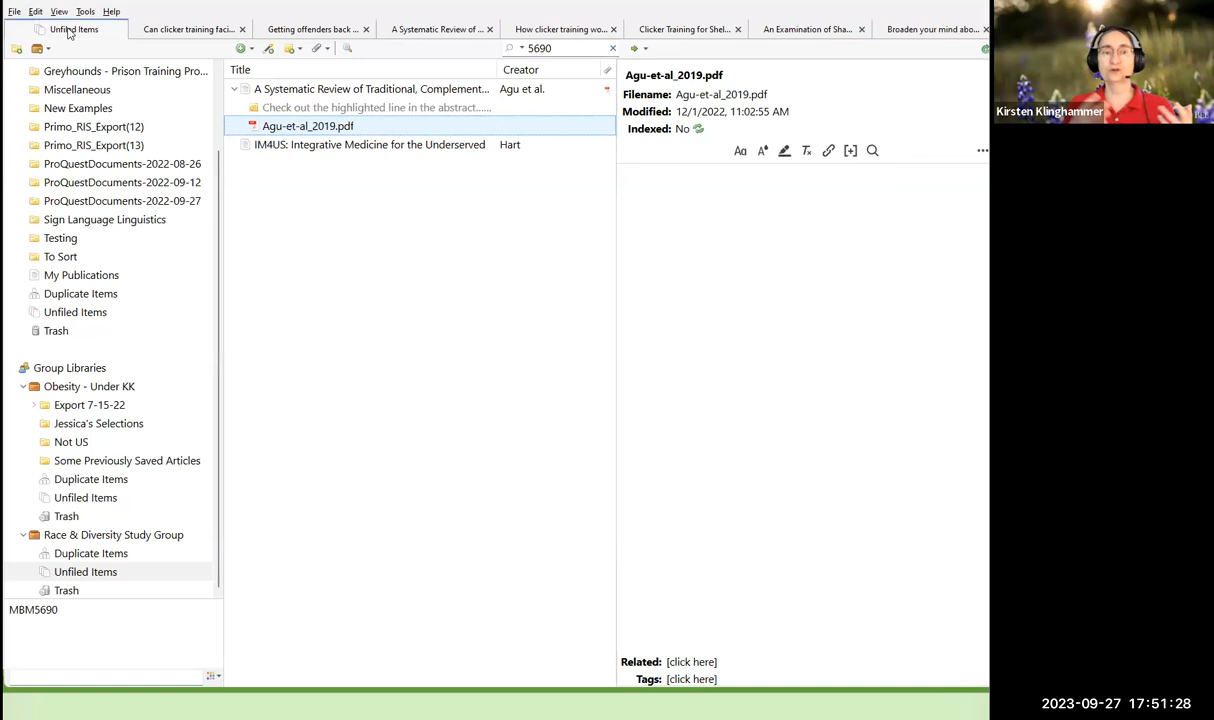 File Edit View Tools Help
Unfiled Items
Can clicker training faci...
Getting offenders back ...
A Systematic Review of ...
How clicker training wo...
Clicker Training for Shel...
An Examination of Sha...
Broaden your mind abo...
5690
Greyhounds - Prison Training Pro...
Miscellaneous
New Examples
Primo_RIS_Export(12)
Primo_RIS_Export(13)
ProQuestDocuments-2022-08-26
ProQuestDocuments-2022-09-12
ProQuestDocuments-2022-09-27
Sign Language Linguistics
Testing
To Sort
My Publications
Duplicate Items
Unfiled Items
Trash
Group Libraries
Obesity - Under KK
Export 7-15-22
Jessica's Selections
Not US
Some Previously Saved Articles
Duplicate Items
Unfiled Items
Trash
Race & Diversity Study Group
Duplicate Items
Unfiled Items
Trash
MBM5690
Title Creator
A Systematic Review of Traditional, Complement... Agu et al.
Check out the highlighted line in the abstract.....
Agu-et-al_2019.pdf
IM4US: Integrative Medicine for the Underserved Hart
Agu-et-al_2019.pdf
Filename: Agu-et-al_2019.pdf
Modified: 12/1/2022, 11:02:55 AM
Indexed: No
Aa A Tx
Related: [click here]
Tags: [click here]
Kirsten Klinghammer
2023-09-27 17:51:28